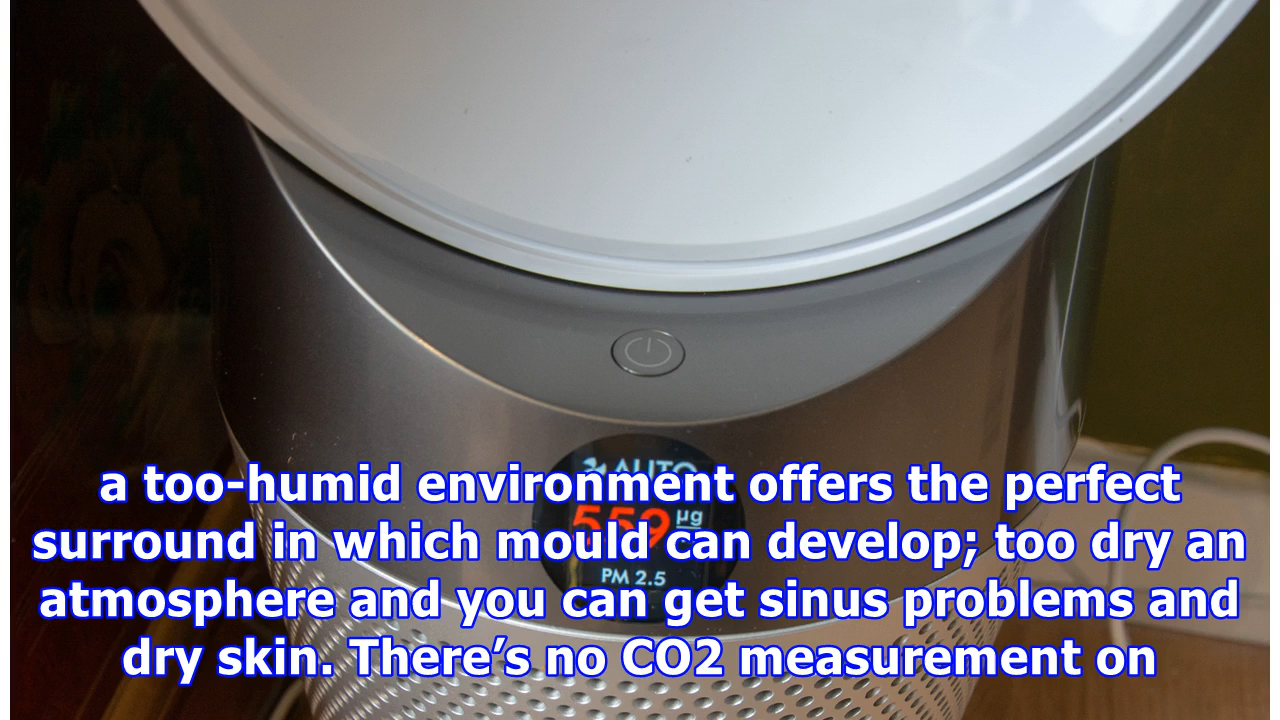 AUTO
a too-humid environment offers the perfect
559 µg
surround in which mould can develop; too dry an
PM 2.5
atmosphere and you can get sinus problems and
dry skin. There’s no CO2 measurement on